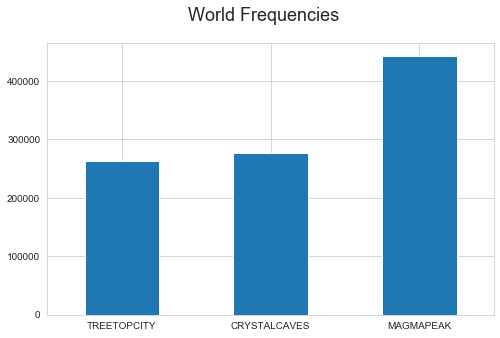 World Frequencies
400000
300000
200000
100000
0
TREETOPCITY CRYSTALCAVES MAGMAPEAK